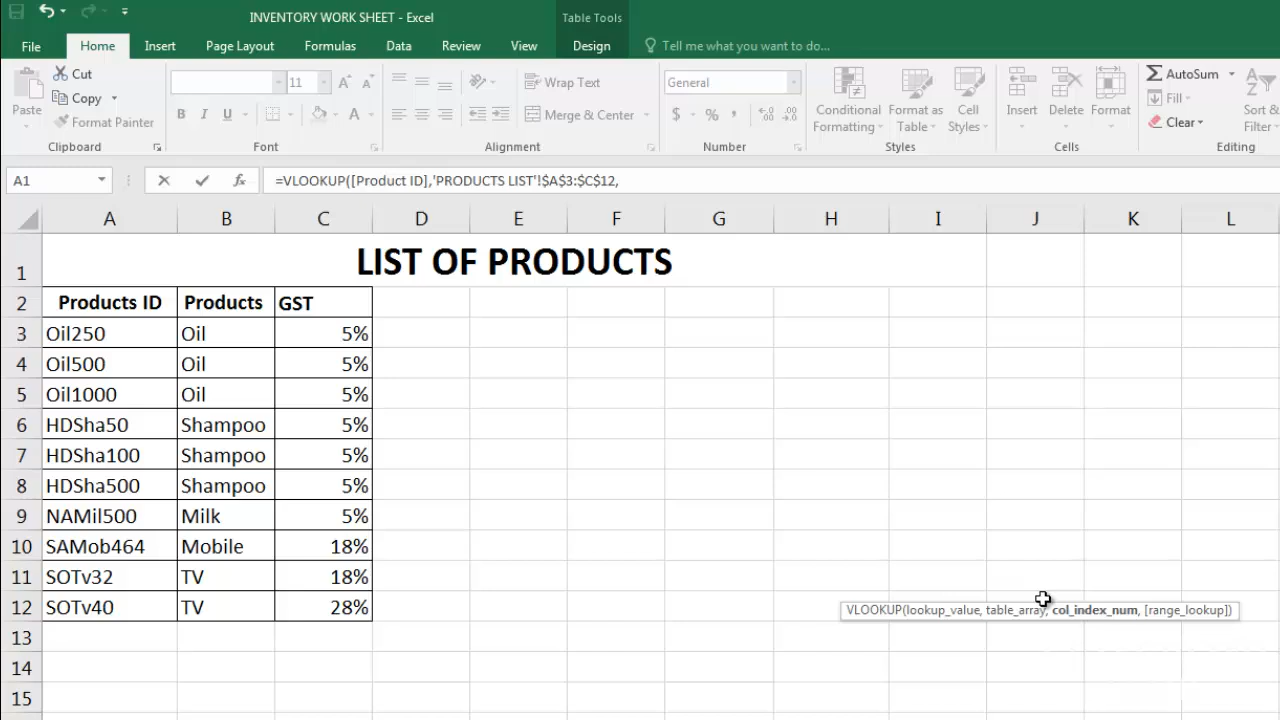 INVENTORY WORK SHEET - Excel
Table Tools
File Home Insert Page Layout Formulas Data Review View Design Tell me what you want to do...
Paste Cut Copy Format Painter Clipboard
11 B I U A A A Font
Wrap Text Merge & Center Alignment
General $ % , Number
Conditional Formatting Format as Table Cell Styles Styles
Insert Delete Format Cells
AutoSum Fill Clear Sort & Filter Editing
A1 fx =VLOOKUP([Product ID],'PRODUCTS LIST'!$A$3:$C$12,
A B C D E F G H I J K L
1 LIST OF PRODUCTS
2 Products ID Products GST
3 Oil250 Oil 5%
4 Oil500 Oil 5%
5 Oil1000 Oil 5%
6 HDSha50 Shampoo 5%
7 HDSha100 Shampoo 5%
8 HDSha500 Shampoo 5%
9 NAMil500 Milk 5%
10 SAMob464 Mobile 18%
11 SOTv32 TV 18%
12 SOTv40 TV 28%
VLOOKUP(lookup_value, table_array, col_index_num, [range_lookup])
13
14
15